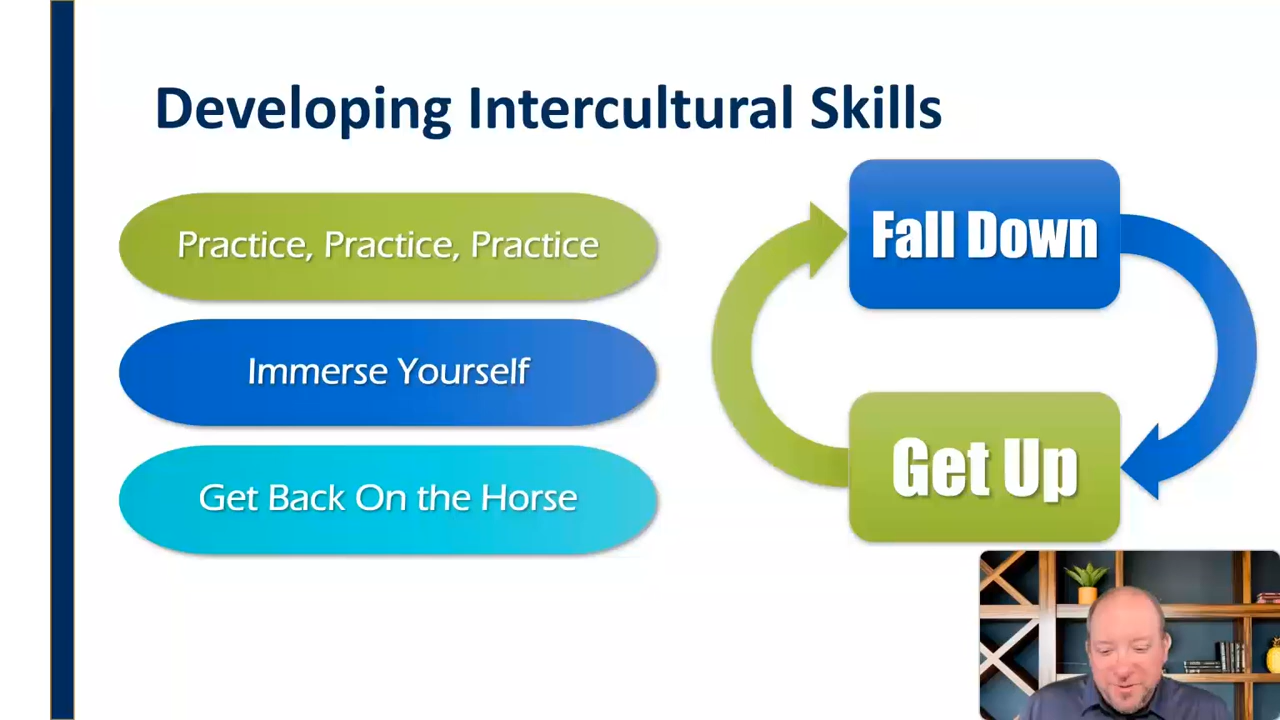 Developing Intercultural Skills
Practice, Practice, Practice
Immerse Yourself
Get Back On the Horse
Fall Down
Get Up